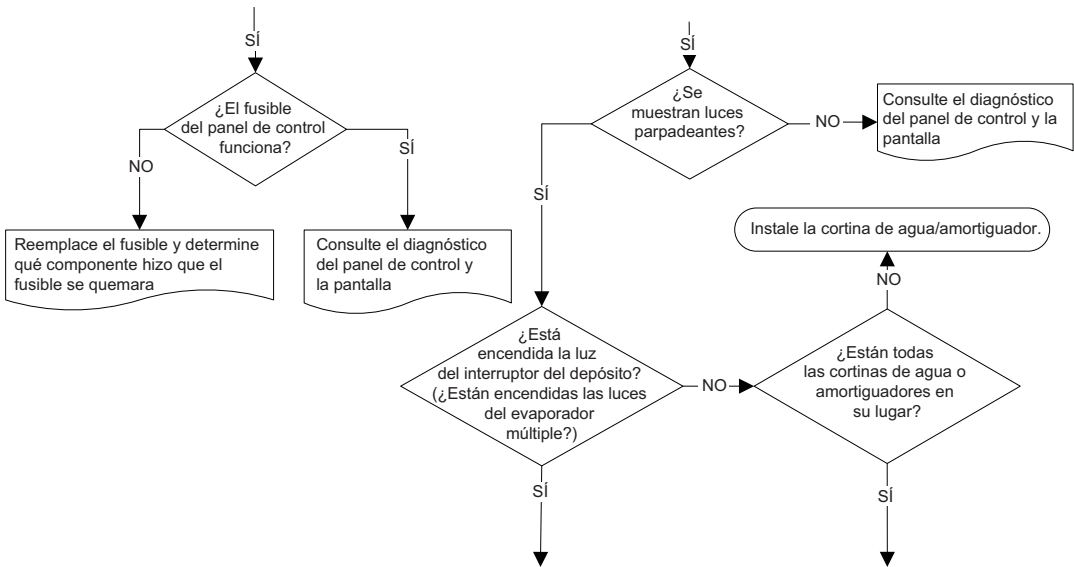 SÍ
¿El fusible
del panel de control
funciona?
NO
SÍ
Reemplace el fusible y determine
qué componente hizo que el
fusible se quemara
Consulte el diagnóstico
del panel de control y
la pantalla
SÍ
¿Se
muestran luces
parpadeantes?
NO
Consulte el diagnóstico
del panel de control y la
pantalla
SÍ
¿Está
encendida la luz
del interruptor del depósito?
(¿Están encendidas las luces
del evaporador
múltiple?)
NO
¿Están todas
las cortinas de agua o
amortiguadores en
su lugar?
NO
Instale la cortina de agua/amortiguador.
SÍ
SÍ